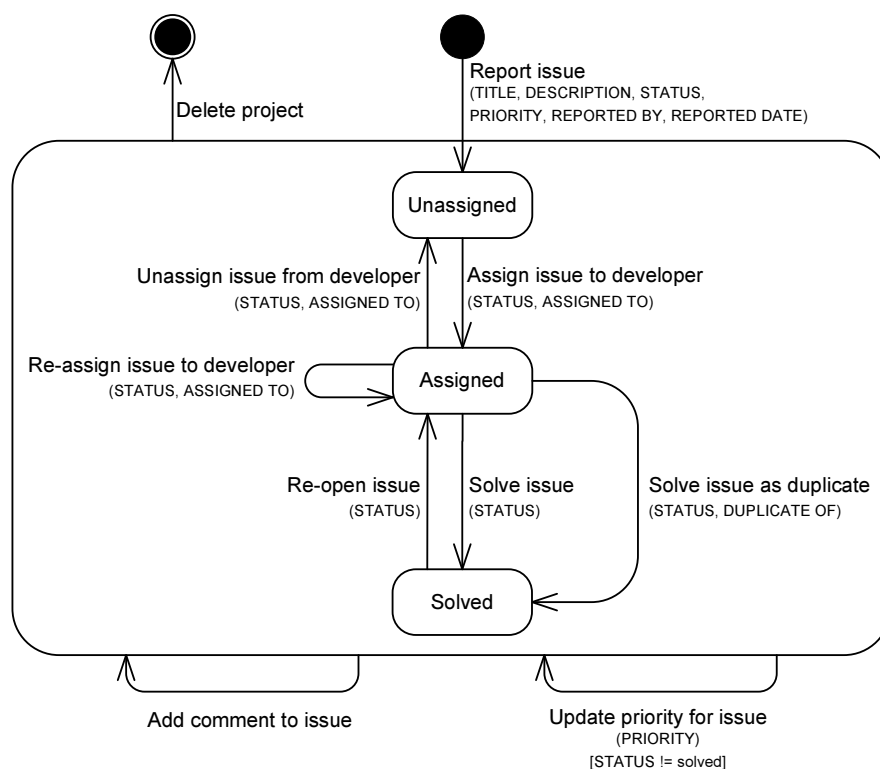 Report issue
(TITLE, DESCRIPTION, STATUS,
PRIORITY, REPORTED BY, REPORTED DATE)
Delete project
Unassigned
Unassign issue from developer
(STATUS, ASSIGNED TO)
Assign issue to developer
(STATUS, ASSIGNED TO)
Re-assign issue to developer
(STATUS, ASSIGNED TO)
Assigned
Re-open issue
(STATUS)
Solve issue
(STATUS)
Solve issue as duplicate
(STATUS, DUPLICATE OF)
Solved
Add comment to issue
Update priority for issue
(PRIORITY)
[STATUS != solved]